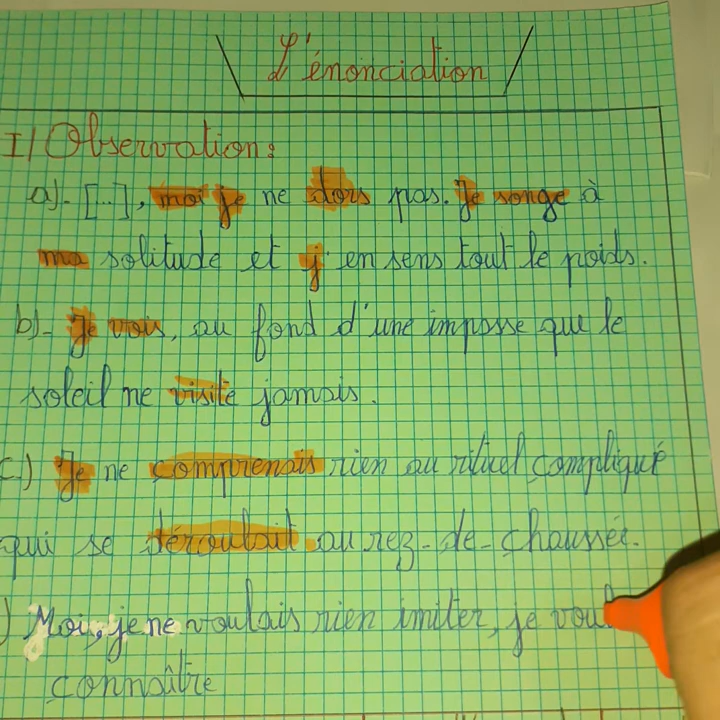 L'énonciation
I/ Observation:
a)- [...], moi je ne dors pas. Je songe à
ma solitude et j'en sens tout le poids.
b)- Je vois, au fond d'une impasse que le
soleil ne visite jamais.
c) Je ne comprenais rien au rituel compliqué
qui se déroulait au rez-de-chaussée.
) Moi, je ne voulais rien imiter, je voul
connaître